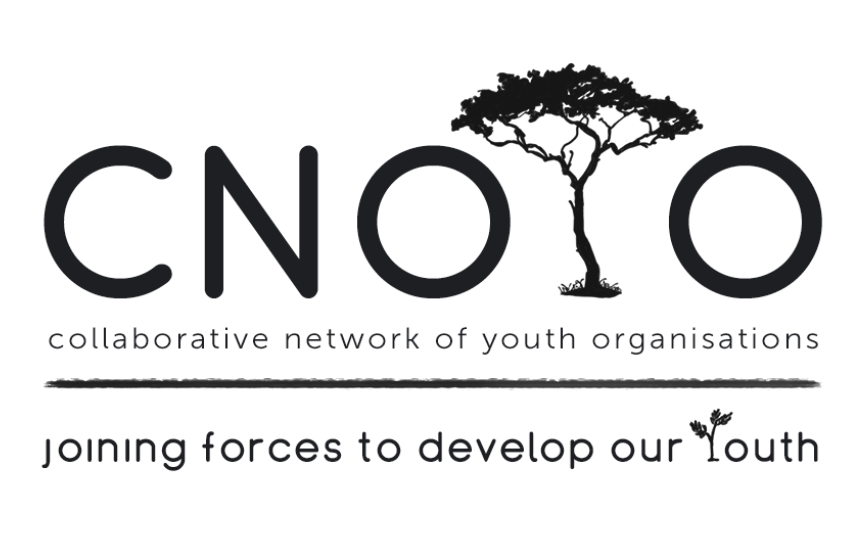 CNOYO
collaborative network of youth organisations
joining forces to develop our Youth